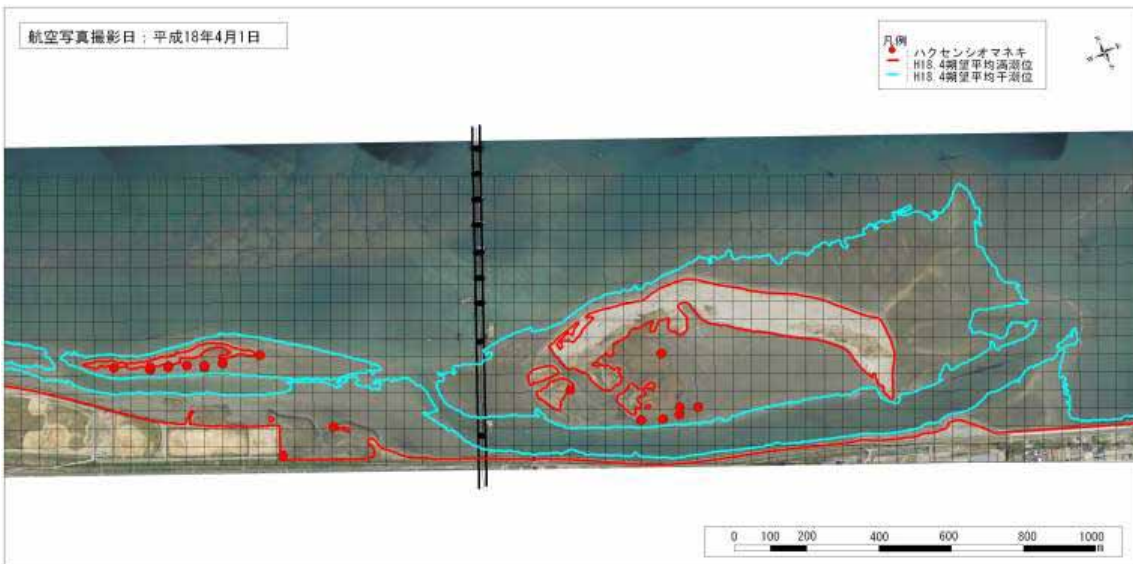 航空写真撮影日：平成18年4月1日
凡例
ハクセンシオマネキ
H18.4朔望平均満潮位
H18.4朔望平均干潮位
N
E
W
S
0 100 200 400 600 800 1000
m